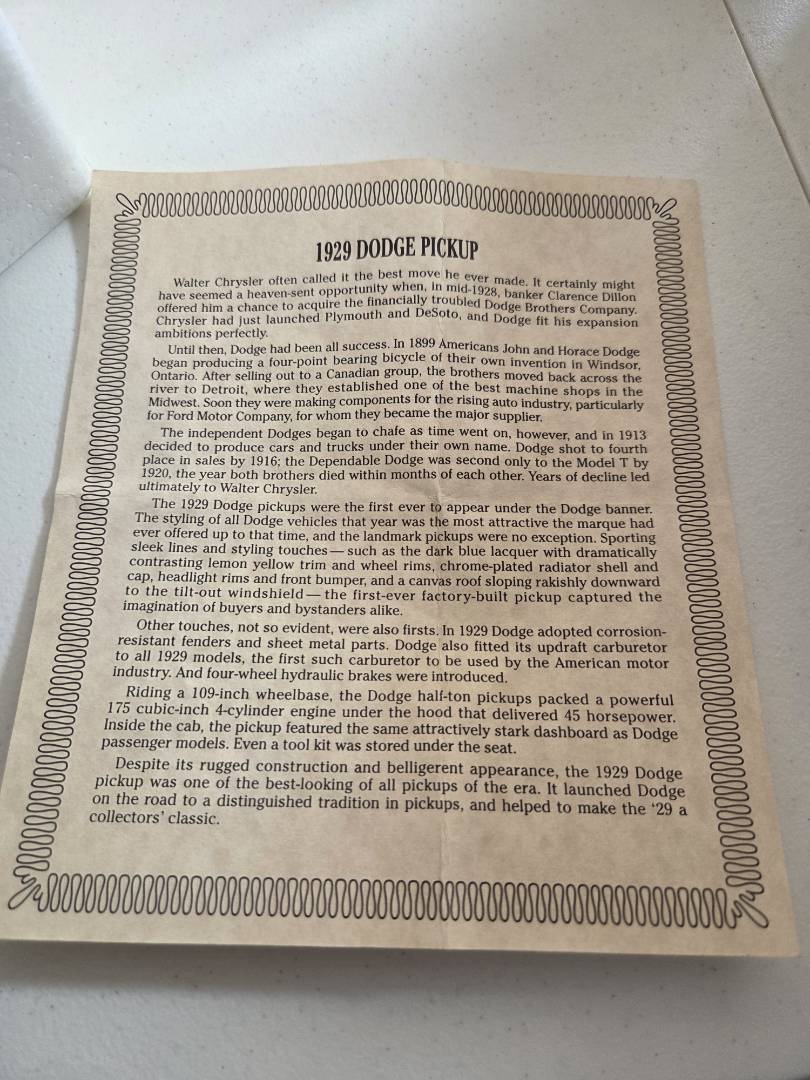 1929 DODGE PICKUP
Walter Chrysler often called it the best move he ever made. It certainly might
have seemed a heaven-sent opportunity when, in mid-1928, banker Clarence Dillon
offered him a chance to acquire the financially troubled Dodge Brothers Company.
Chrysler had just launched Plymouth and DeSoto, and Dodge fit his expansion
ambitions perfectly.
Until then, Dodge had been all success. In 1899 Americans John and Horace Dodge
began producing a four-point bearing bicycle of their own invention in Windsor,
Ontario. After selling out to a Canadian group, the brothers moved back across the
river to Detroit, where they established one of the best machine shops in the
Midwest. Soon they were making components for the rising auto industry, particularly
for Ford Motor Company, for whom they became the major supplier.
The independent Dodges began to chafe as time went on, however, and in 1913
decided to produce cars and trucks under their own name. Dodge shot to fourth
place in sales by 1916; the Dependable Dodge was second only to the Model T by
1920, the year both brothers died within months of each other. Years of decline led
ultimately to Walter Chrysler.
The 1929 Dodge pickups were the first ever to appear under the Dodge banner.
The styling of all Dodge vehicles that year was the most attractive the marque had
ever offered up to that time, and the landmark pickups were no exception. Sporting
sleek lines and styling touches — such as the dark blue lacquer with dramatically
contrasting lemon yellow trim and wheel rims, chrome-plated radiator shell and
cap, headlight rims and front bumper, and a canvas roof sloping rakishly downward
to the tilt-out windshield — the first-ever factory-built pickup captured the
imagination of buyers and bystanders alike.
Other touches, not so evident, were also firsts. In 1929 Dodge adopted corrosion-
resistant fenders and sheet metal parts. Dodge also fitted its updraft carburetor
to all 1929 models, the first such carburetor to be used by the American motor
industry. And four-wheel hydraulic brakes were introduced.
Riding a 109-inch wheelbase, the Dodge half-ton pickups packed a powerful
175 cubic-inch 4-cylinder engine under the hood that delivered 45 horsepower.
Inside the cab, the pickup featured the same attractively stark dashboard as Dodge
passenger models. Even a tool kit was stored under the seat.
Despite its rugged construction and belligerent appearance, the 1929 Dodge
pickup was one of the best-looking of all pickups of the era. It launched Dodge
on the road to a distinguished tradition in pickups, and helped to make the ‘29 a
collectors’ classic.